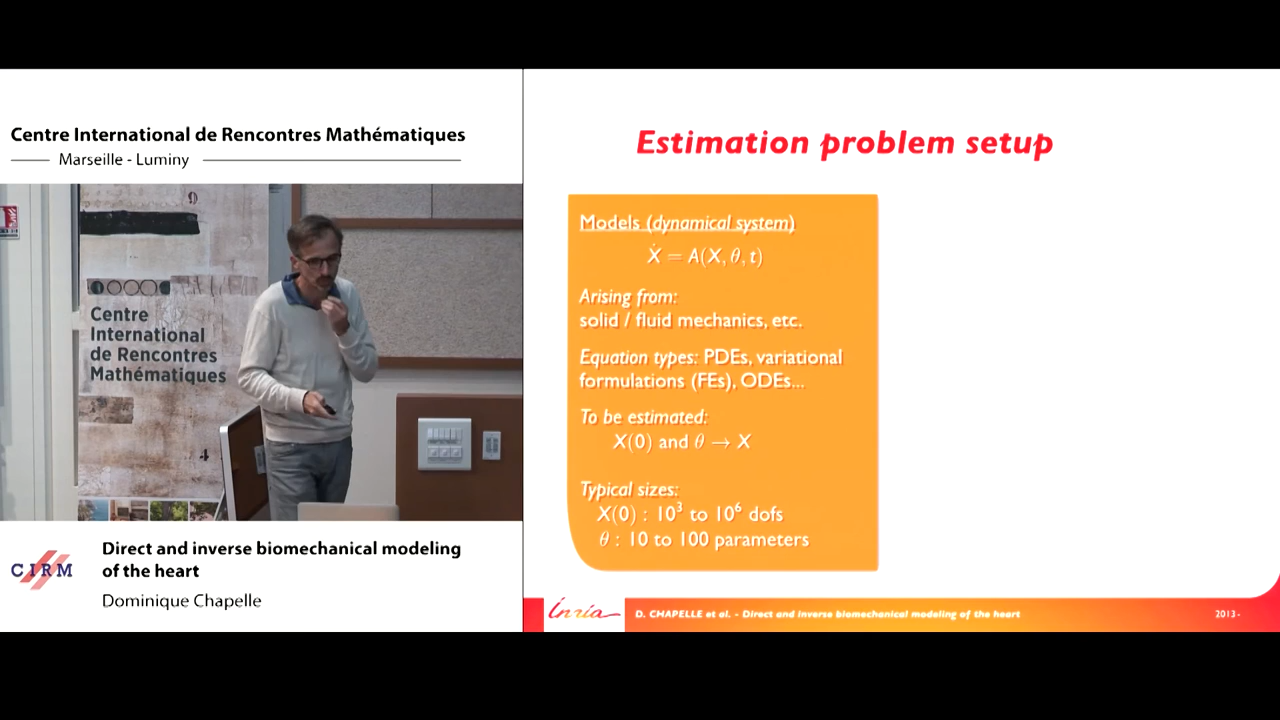 Centre International de Rencontres Mathématiques
Marseille - Luminy
Centre
International
de Rencontres
Mathématiques
CIRM
Direct and inverse biomechanical modeling
of the heart
Dominique Chapelle
Estimation problem setup
Models (dynamical system)
Ẋ = A(X, θ, t)
Arising from:
solid / fluid mechanics, etc.
Equation types: PDEs, variational
formulations (FEs), ODEs...
To be estimated:
X(0) and θ → X
Typical sizes:
X(0) : 10³ to 10⁶ dofs
θ : 10 to 100 parameters
Inria
D. CHAPELLE et al. - Direct and inverse biomechanical modeling of the heart
2013-